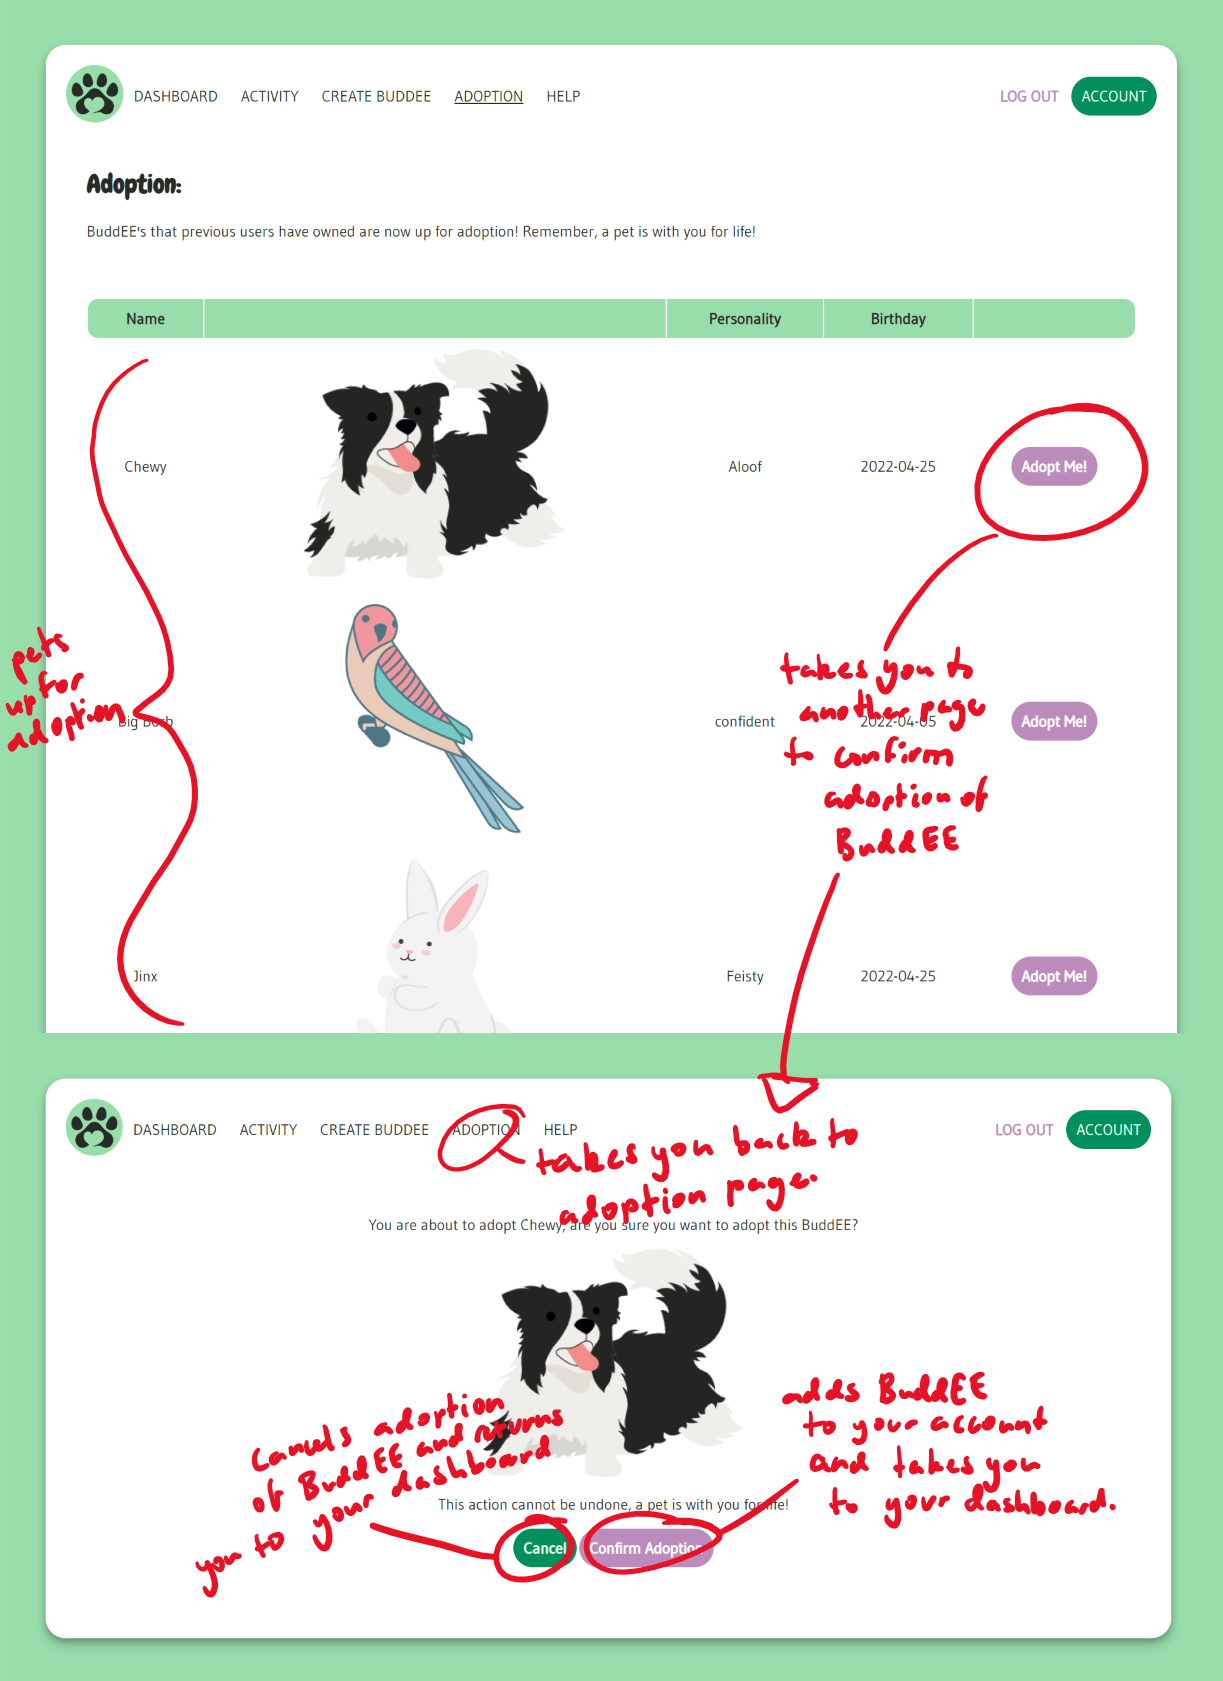 DASHBOARD ACTIVITY CREATE BUDDEE ADOPTION HELP LOG OUT ACCOUNT
Adoption:
BuddEE's that previous users have owned are now up for adoption! Remember, a pet is with you for life!
Name Personality Birthday
Chewy Aloof 2022-04-25 Adopt Me!
pets
up for
adoption
takes you to
another page
to confirm
adoption of
BuddEE
Big Borb confident 2022-04-05 Adopt Me!
Jinx Feisty 2022-04-25 Adopt Me!
DASHBOARD ACTIVITY CREATE BUDDEE ADOPTION HELP LOG OUT ACCOUNT
takes you back to
adoption page.
You are about to adopt Chewy, are you sure you want to adopt this BuddEE?
Cancels adoption
of BuddEE and returns
you to your dashboard
adds BuddEE
to your account
and takes you
to your dashboard.
This action cannot be undone, a pet is with you for life!
Cancel Confirm Adoption